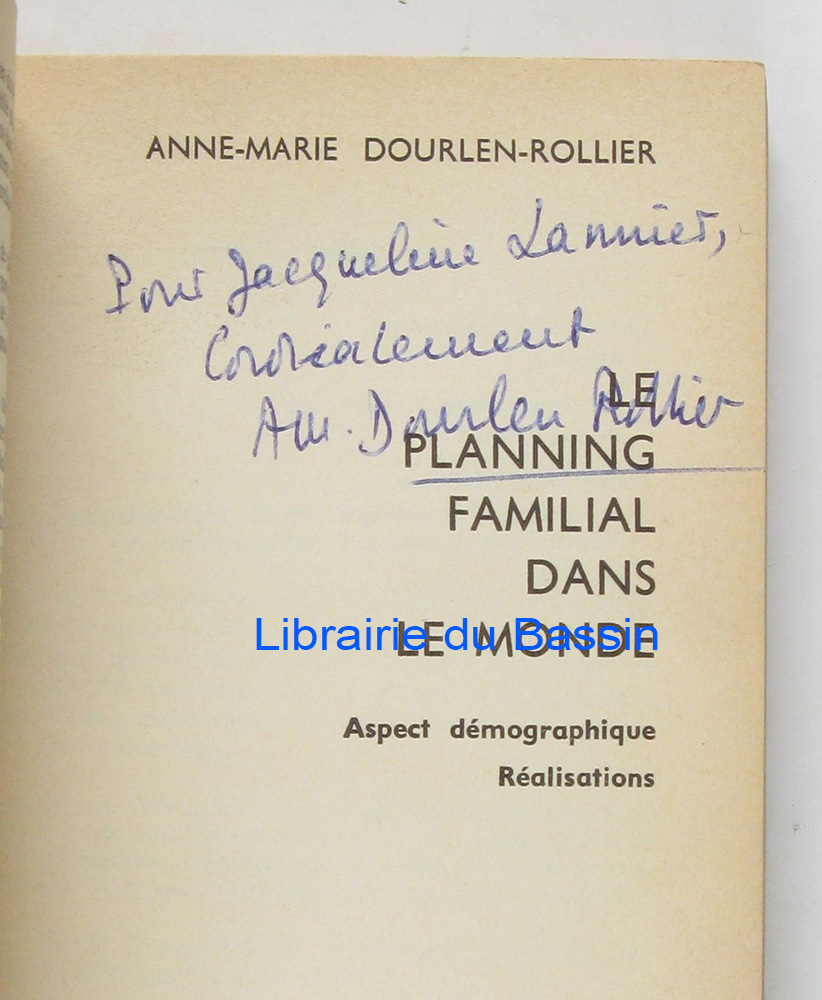 ANNE-MARIE DOURLEN-ROLLIER
Pour Jacqueline Lannier,
Cordialement
AM. Dourlen Rollier
LE
PLANNING
FAMILIAL
DANS
LE MONDE
Librairie du Bassin
Aspect démographique
Réalisations